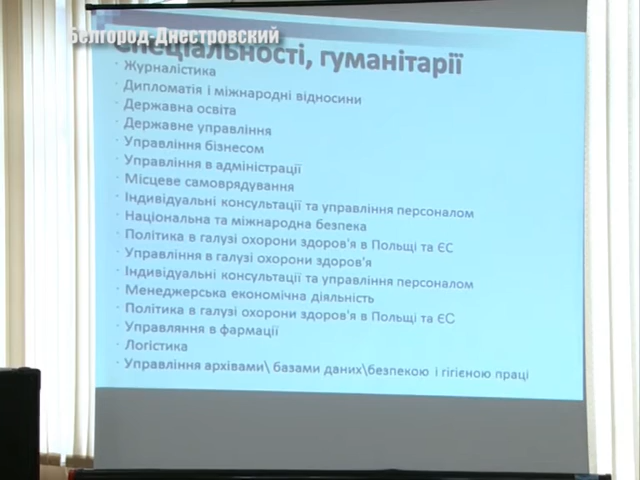 Белгород-Днестровский
Спеціальності, гуманітарії
· Журналістика
· Дипломатія і міжнародні відносини
· Державна освіта
· Державне управління
· Управління бізнесом
· Управління в адміністрації
· Місцеве самоврядування
· Індивідуальні консультації та управління персоналом
· Національна та міжнародна безпека
· Політика в галузі охорони здоров'я в Польщі та ЄС
· Управління в галузі охорони здоров'я
· Індивідуальні консультації та управління персоналом
· Менеджерська економічна діяльність
· Політика в галузі охорони здоров'я в Польщі та ЄС
· Управляння в фармації
· Логістика
· Управління архівами\ базами даних\безпекою і гігієною праці